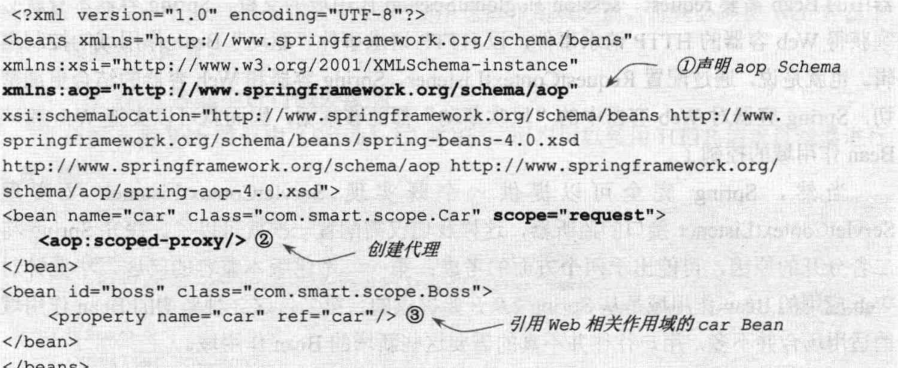 <?xml version="1.0" encoding="UTF-8"?>
<beans xmlns="http://www.springframework.org/schema/beans"
xmlns:xsi="http://www.w3.org/2001/XMLSchema-instance" ①声明 aop Schema
xmlns:aop="http://www.springframework.org/schema/aop"
xsi:schemaLocation="http://www.springframework.org/schema/beans http://www.
springframework.org/schema/beans/spring-beans-4.0.xsd
http://www.springframework.org/schema/aop http://www.springframework.org/
schema/aop/spring-aop-4.0.xsd">
<bean name="car" class="com.smart.scope.Car" scope="request">
<aop:scoped-proxy/> ② 创建代理
</bean>
<bean id="boss" class="com.smart.scope.Boss">
<property name="car" ref="car"/> ③ 引用 Web 相关作用域的 car Bean
</bean>
</beans>